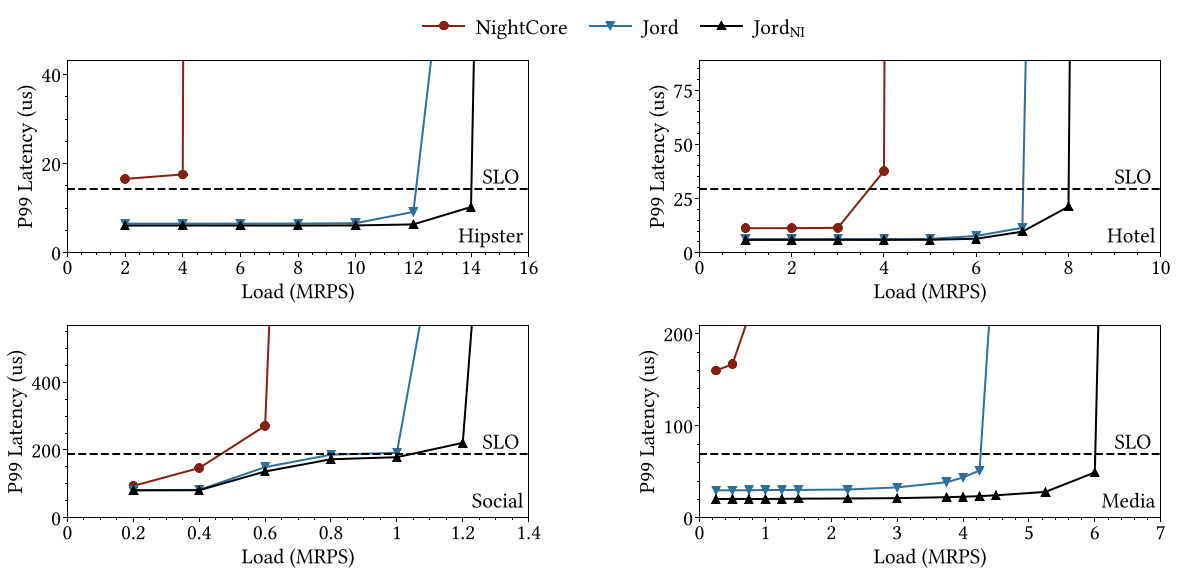 NightCore Jord JordNI
40
20
0
P99 Latency (us)
SLO
Hipster
0 2 4 6 8 10 12 14 16
Load (MRPS)
75
50
25
0
P99 Latency (us)
SLO
Hotel
0 2 4 6 8 10
Load (MRPS)
400
200
0
P99 Latency (us)
SLO
Social
0 0.2 0.4 0.6 0.8 1 1.2 1.4
Load (MRPS)
200
100
0
P99 Latency (us)
SLO
Media
0 1 2 3 4 5 6 7
Load (MRPS)